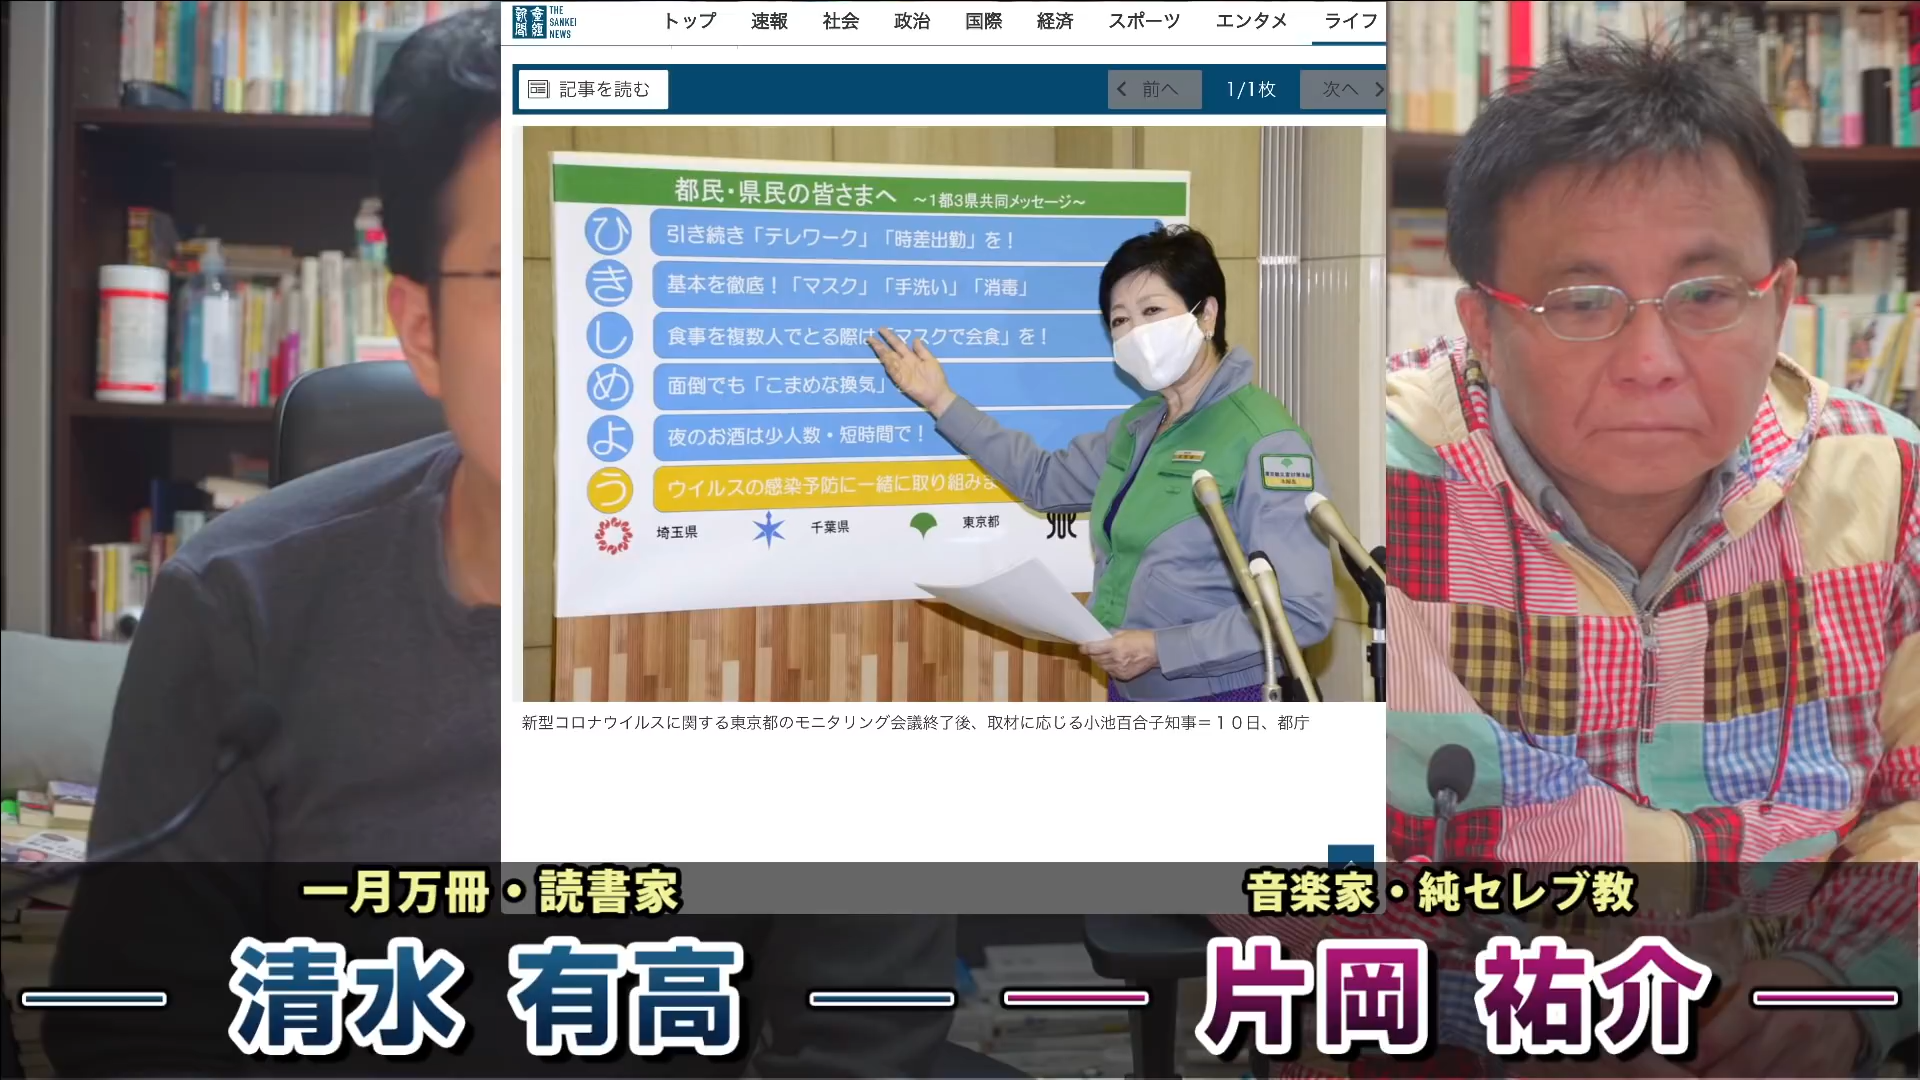 産經新聞
THE SANKEI NEWS
トップ 速報 社会 政治 国際 経済 スポーツ エンタメ ライフ
記事を読む
前へ 1/1枚 次へ
都民・県民の皆さまへ ～1都3県共同メッセージ～
ひ 引き続き「テレワーク」「時差出勤」を！
き 基本を徹底！「マスク」「手洗い」「消毒」
し 食事を複数人でとる際は「マスクで会食」を！
め 面倒でも「こまめな換気」
よ 夜のお酒は少人数・短時間で！
う ウイルスの感染予防に一緒に取り組みま
埼玉県 千葉県 東京都
新型コロナウイルスに関する東京都のモニタリング会議終了後、取材に応じる小池百合子知事＝１０日、都庁
一月万冊・読書家
清水 有高
音楽家・純セレブ教
片岡 祐介